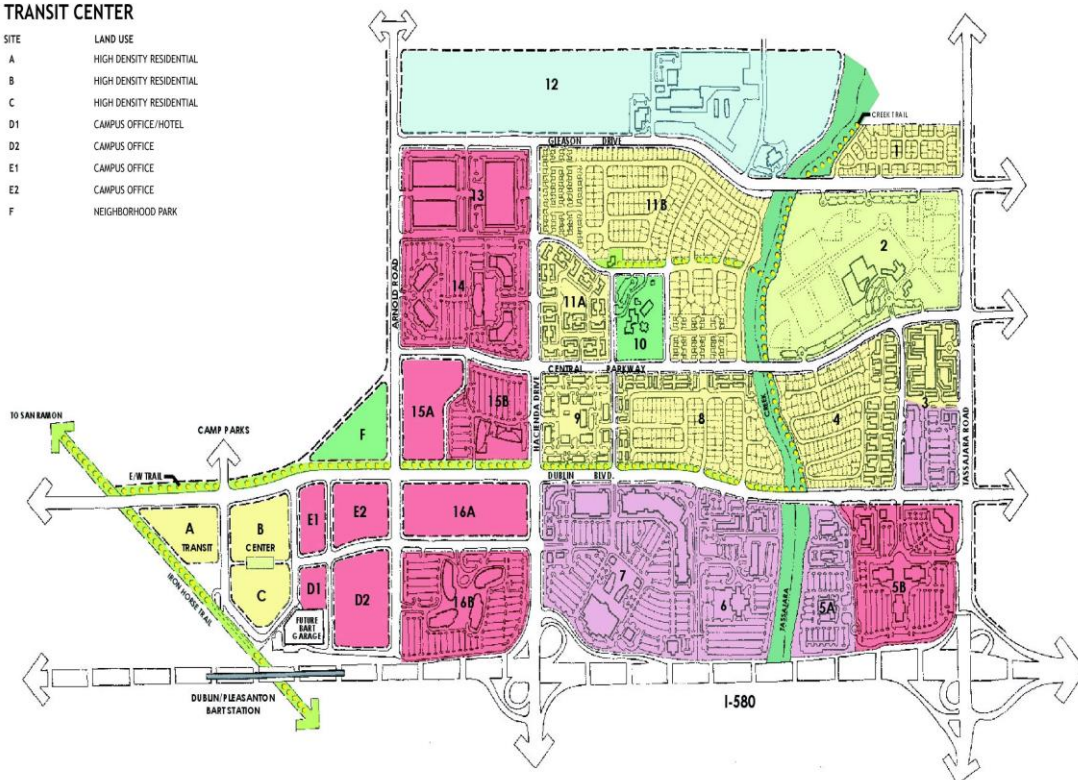 TRANSIT CENTER
SITE LAND USE
A HIGH DENSITY RESIDENTIAL
B HIGH DENSITY RESIDENTIAL
C HIGH DENSITY RESIDENTIAL
D1 CAMPUS OFFICE/HOTEL
D2 CAMPUS OFFICE
E1 CAMPUS OFFICE
E2 CAMPUS OFFICE
F NEIGHBORHOOD PARK
12
CREEK TRAIL
GLEASON DRIVE
1
13
11B
2
ARNOLD ROAD
14
11A
10
CENTRAL PARKWAY
15A
15B
HACIENDA DRIVE
9
8
CREEK
4
3
TASSAJARA ROAD
TO SAN RAMON
CAMP PARKS
F
E/W TRAIL
DUBLIN BLVD.
A
TRANSIT
B
CENTER
C
E1
E2
16A
IRON HORSE TRAIL
D1
D2
16B
FUTURE
BART
GARAGE
7
6
TASSAJARA
5A
5B
DUBLIN/PLEASANTON
BART STATION
I-580